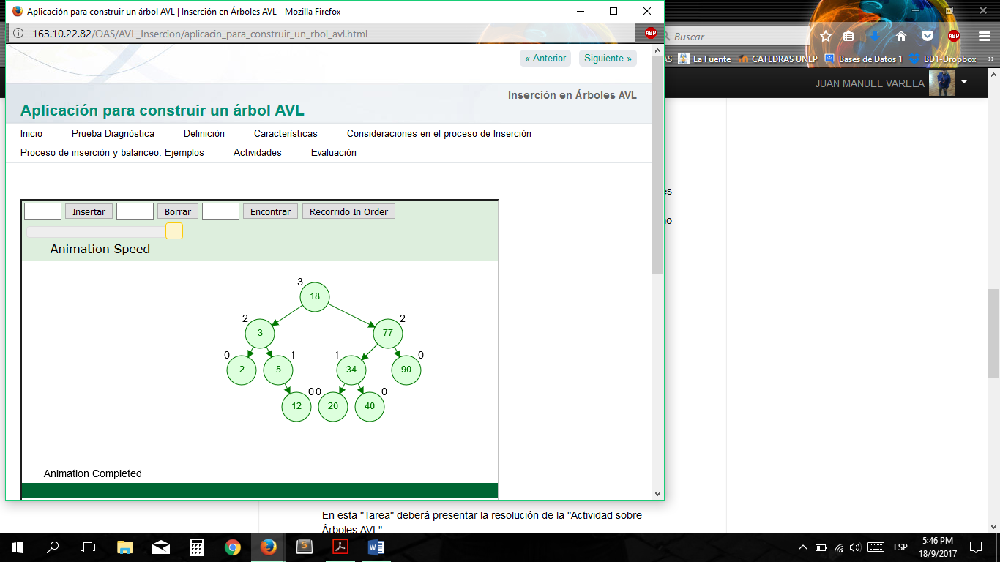 Aplicación para construir un árbol AVL | Inserción en Árboles AVL - Mozilla Firefox
163.10.22.82/OAS/AVL_Insercion/aplicacin_para_construir_un_rbol_avl.html
ABP
Buscar
ABP
AS La Fuente CATEDRAS UNLP Bases de Datos 1 BD1-Dropbox »
JUAN MANUEL VARELA
« Anterior Siguiente »
Inserción en Árboles AVL
Aplicación para construir un árbol AVL
Inicio Prueba Diagnóstica Definición Características Consideraciones en el proceso de Inserción
Proceso de inserción y balanceo. Ejemplos Actividades Evaluación
es
no
Insertar Borrar Encontrar Recorrido In Order
Animation Speed
3
18
2 2
3 77
0 1 1 0
2 5 34 90
0 0 0
12 20 40
Animation Completed
En esta "Tarea" deberá presentar la resolución de la "Actividad sobre
Árboles AVL"
ESP
5:46 PM
18/9/2017